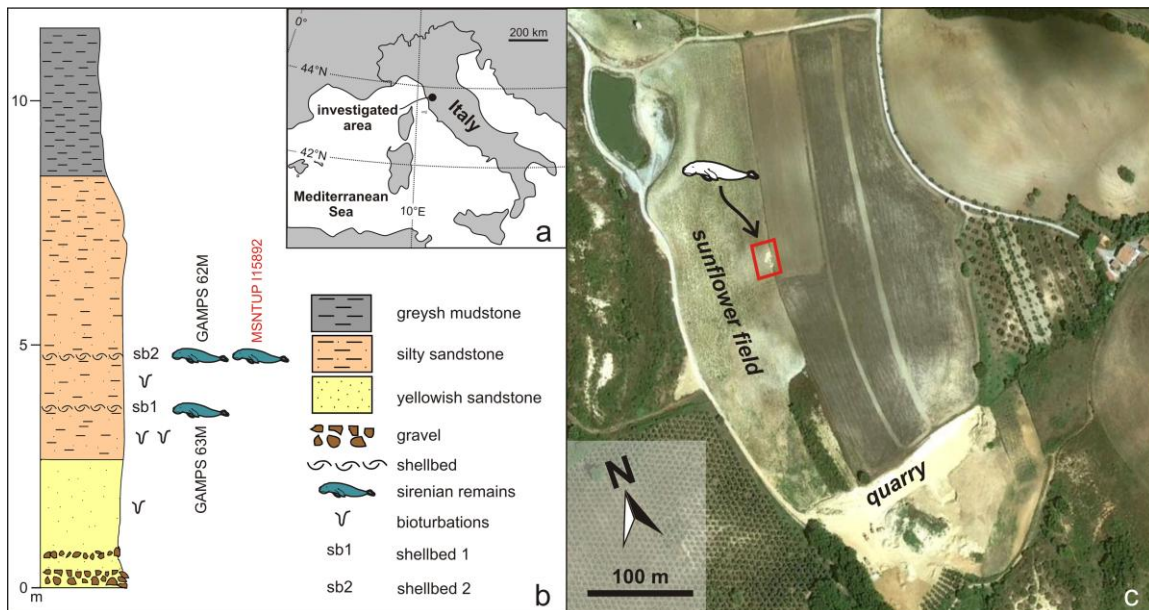 10
5
0
m
GAMPS 62M
MSNTUP I15892
sb2
sb1
GAMPS 63M
0°
200 km
44°N
investigated
area
Italy
42°N
Mediterranean
Sea
10°E
a
greysh mudstone
silty sandstone
yellowish sandstone
gravel
shellbed
sirenian remains
bioturbations
sb1 shellbed 1
sb2 shellbed 2
b
sunflower field
quarry
N
100 m
c